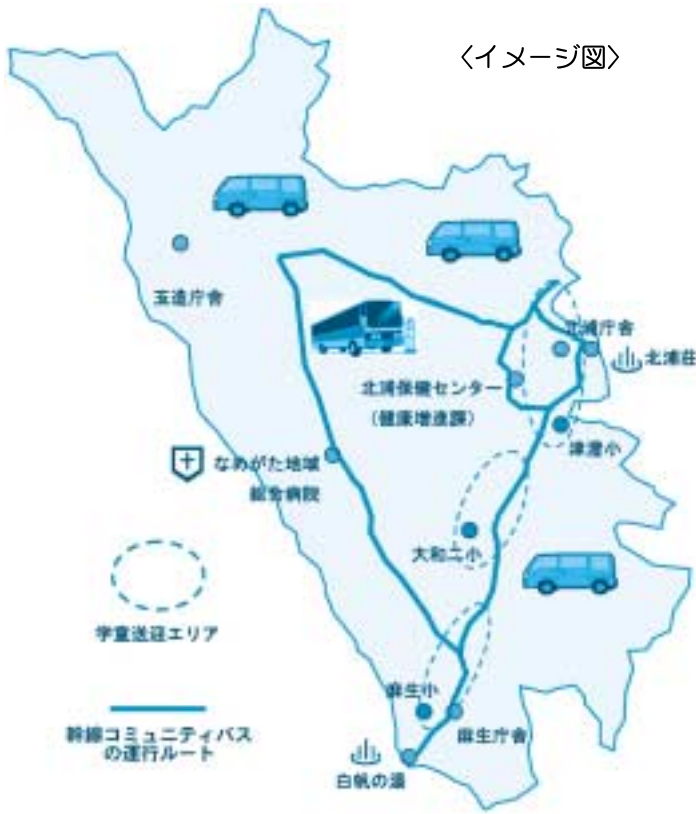 〈イメージ図〉
玉造庁舎
北浦庁舎
北浦荘
北浦保健センター
(健康増進課)
津澄小
なめがた地域
総合病院
大和二小
学童送迎エリア
麻生小
麻生庁舎
幹線コミュニティバス
の運行ルート
白帆の湯